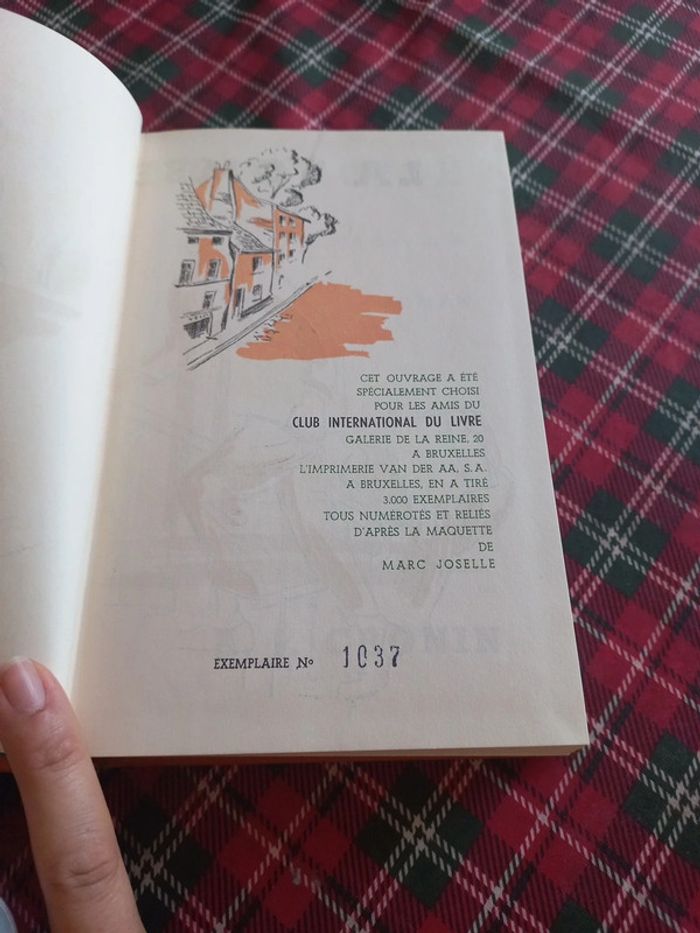 CET OUVRAGE A ÉTÉ
SPÉCIALEMENT CHOISI
POUR LES AMIS DU
CLUB INTERNATIONAL DU LIVRE
GALERIE DE LA REINE, 20
A BRUXELLES
L'IMPRIMERIE VAN DER AA, S.A.
A BRUXELLES, EN A TIRÉ
3.000 EXEMPLAIRES
TOUS NUMÉROTÉS ET RELIÉS
D'APRÈS LA MAQUETTE
DE
MARC JOSELLE
EXEMPLAIRE No 1037